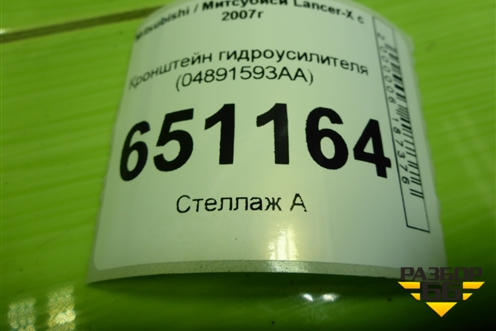 Mitsubishi / Митсубиси Lancer-X с
2007г
Кронштейн гидроусилителя
(04891593AA)
651164
Стеллаж А
РАЗБОР